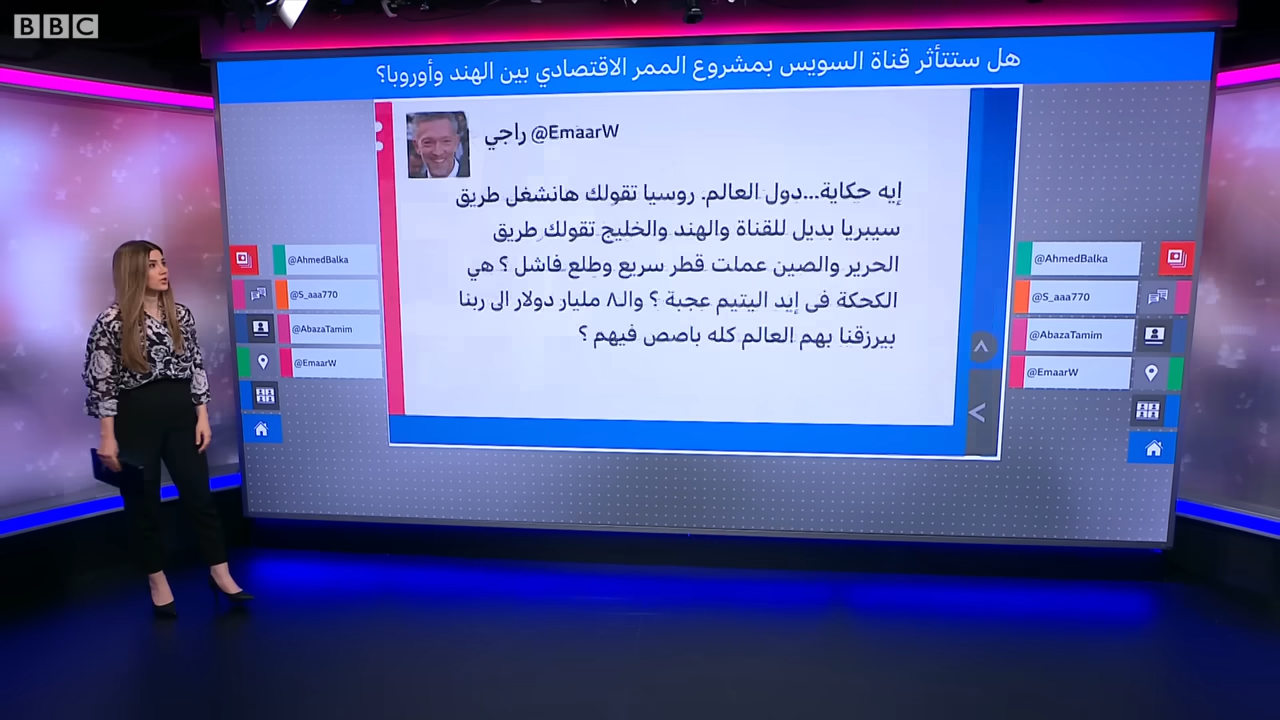 BBC
هل ستتأثر قناة السويس بمشروع الممر الاقتصادي بين الهند وأوروبا؟
راجي @EmaarW
إيه حكاية...دول العالم. روسيا تقولك هانشغل طريق
سيبريا بديل للقناة والهند والخليج تقولك طريق
الحرير والصين عملت قطر سريع وطلع فاشل ؟ هي
الكحكة فى إيد اليتيم عجبة ؟ والـ٨ مليار دولار الى ربنا
بيرزقنا بهم العالم كله باصص فيهم ؟
@AhmedBalka
@S_aaa770
@AbazaTamim
@EmaarW
@AhmedBalka
@S_aaa770
@AbazaTamim
@EmaarW